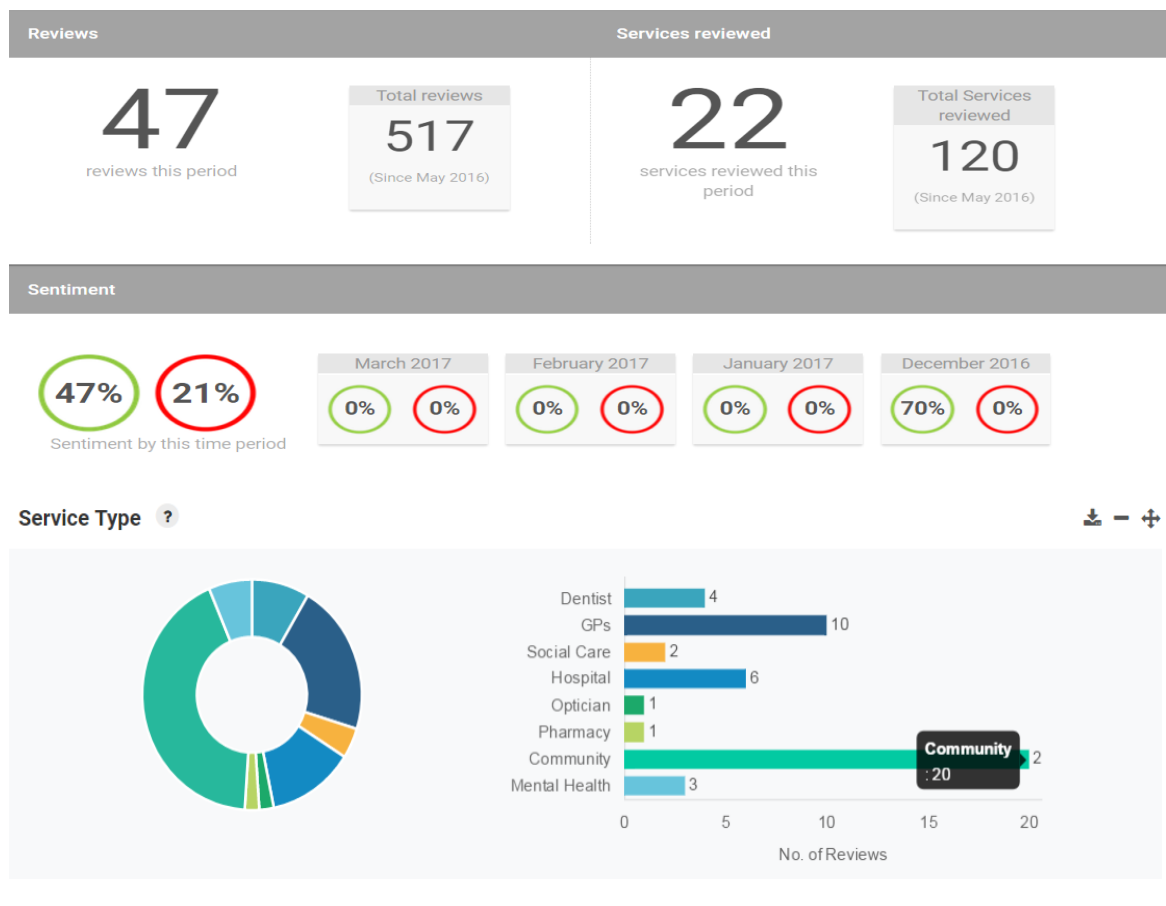 Reviews
Services reviewed
47
reviews this period
Total reviews
517
(Since May 2016)
22
services reviewed this
period
Total Services
reviewed
120
(Since May 2016)
Sentiment
47%
21%
Sentiment by this time period
March 2017
0%
0%
February 2017
0%
0%
January 2017
0%
0%
December 2016
70%
0%
Service Type ?
Dentist 4
GPs 10
Social Care 2
Hospital 6
Optician 1
Pharmacy 1
Community 2
Community
: 20
Mental Health 3
0 5 10 15 20
No. of Reviews